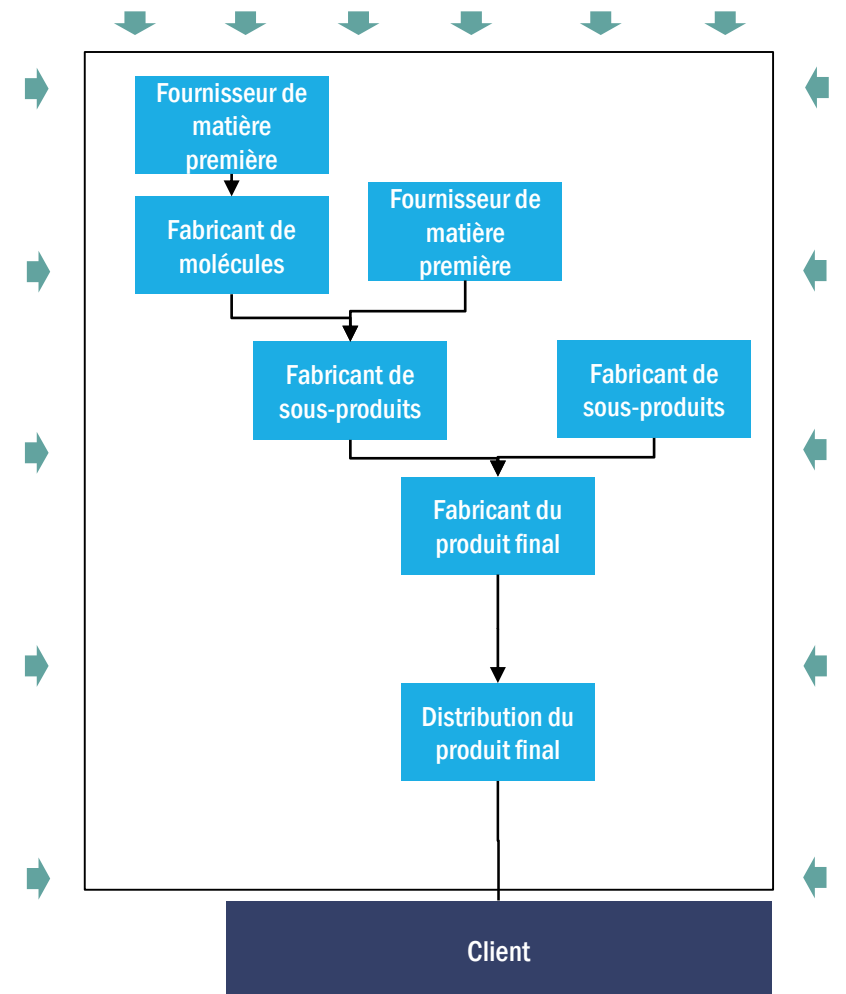 Fournisseur de
matière
première
Fabricant de
molécules
Fournisseur de
matière
première
Fabricant de
sous-produits
Fabricant de
sous-produits
Fabricant du
produit final
Distribution du
produit final
Client